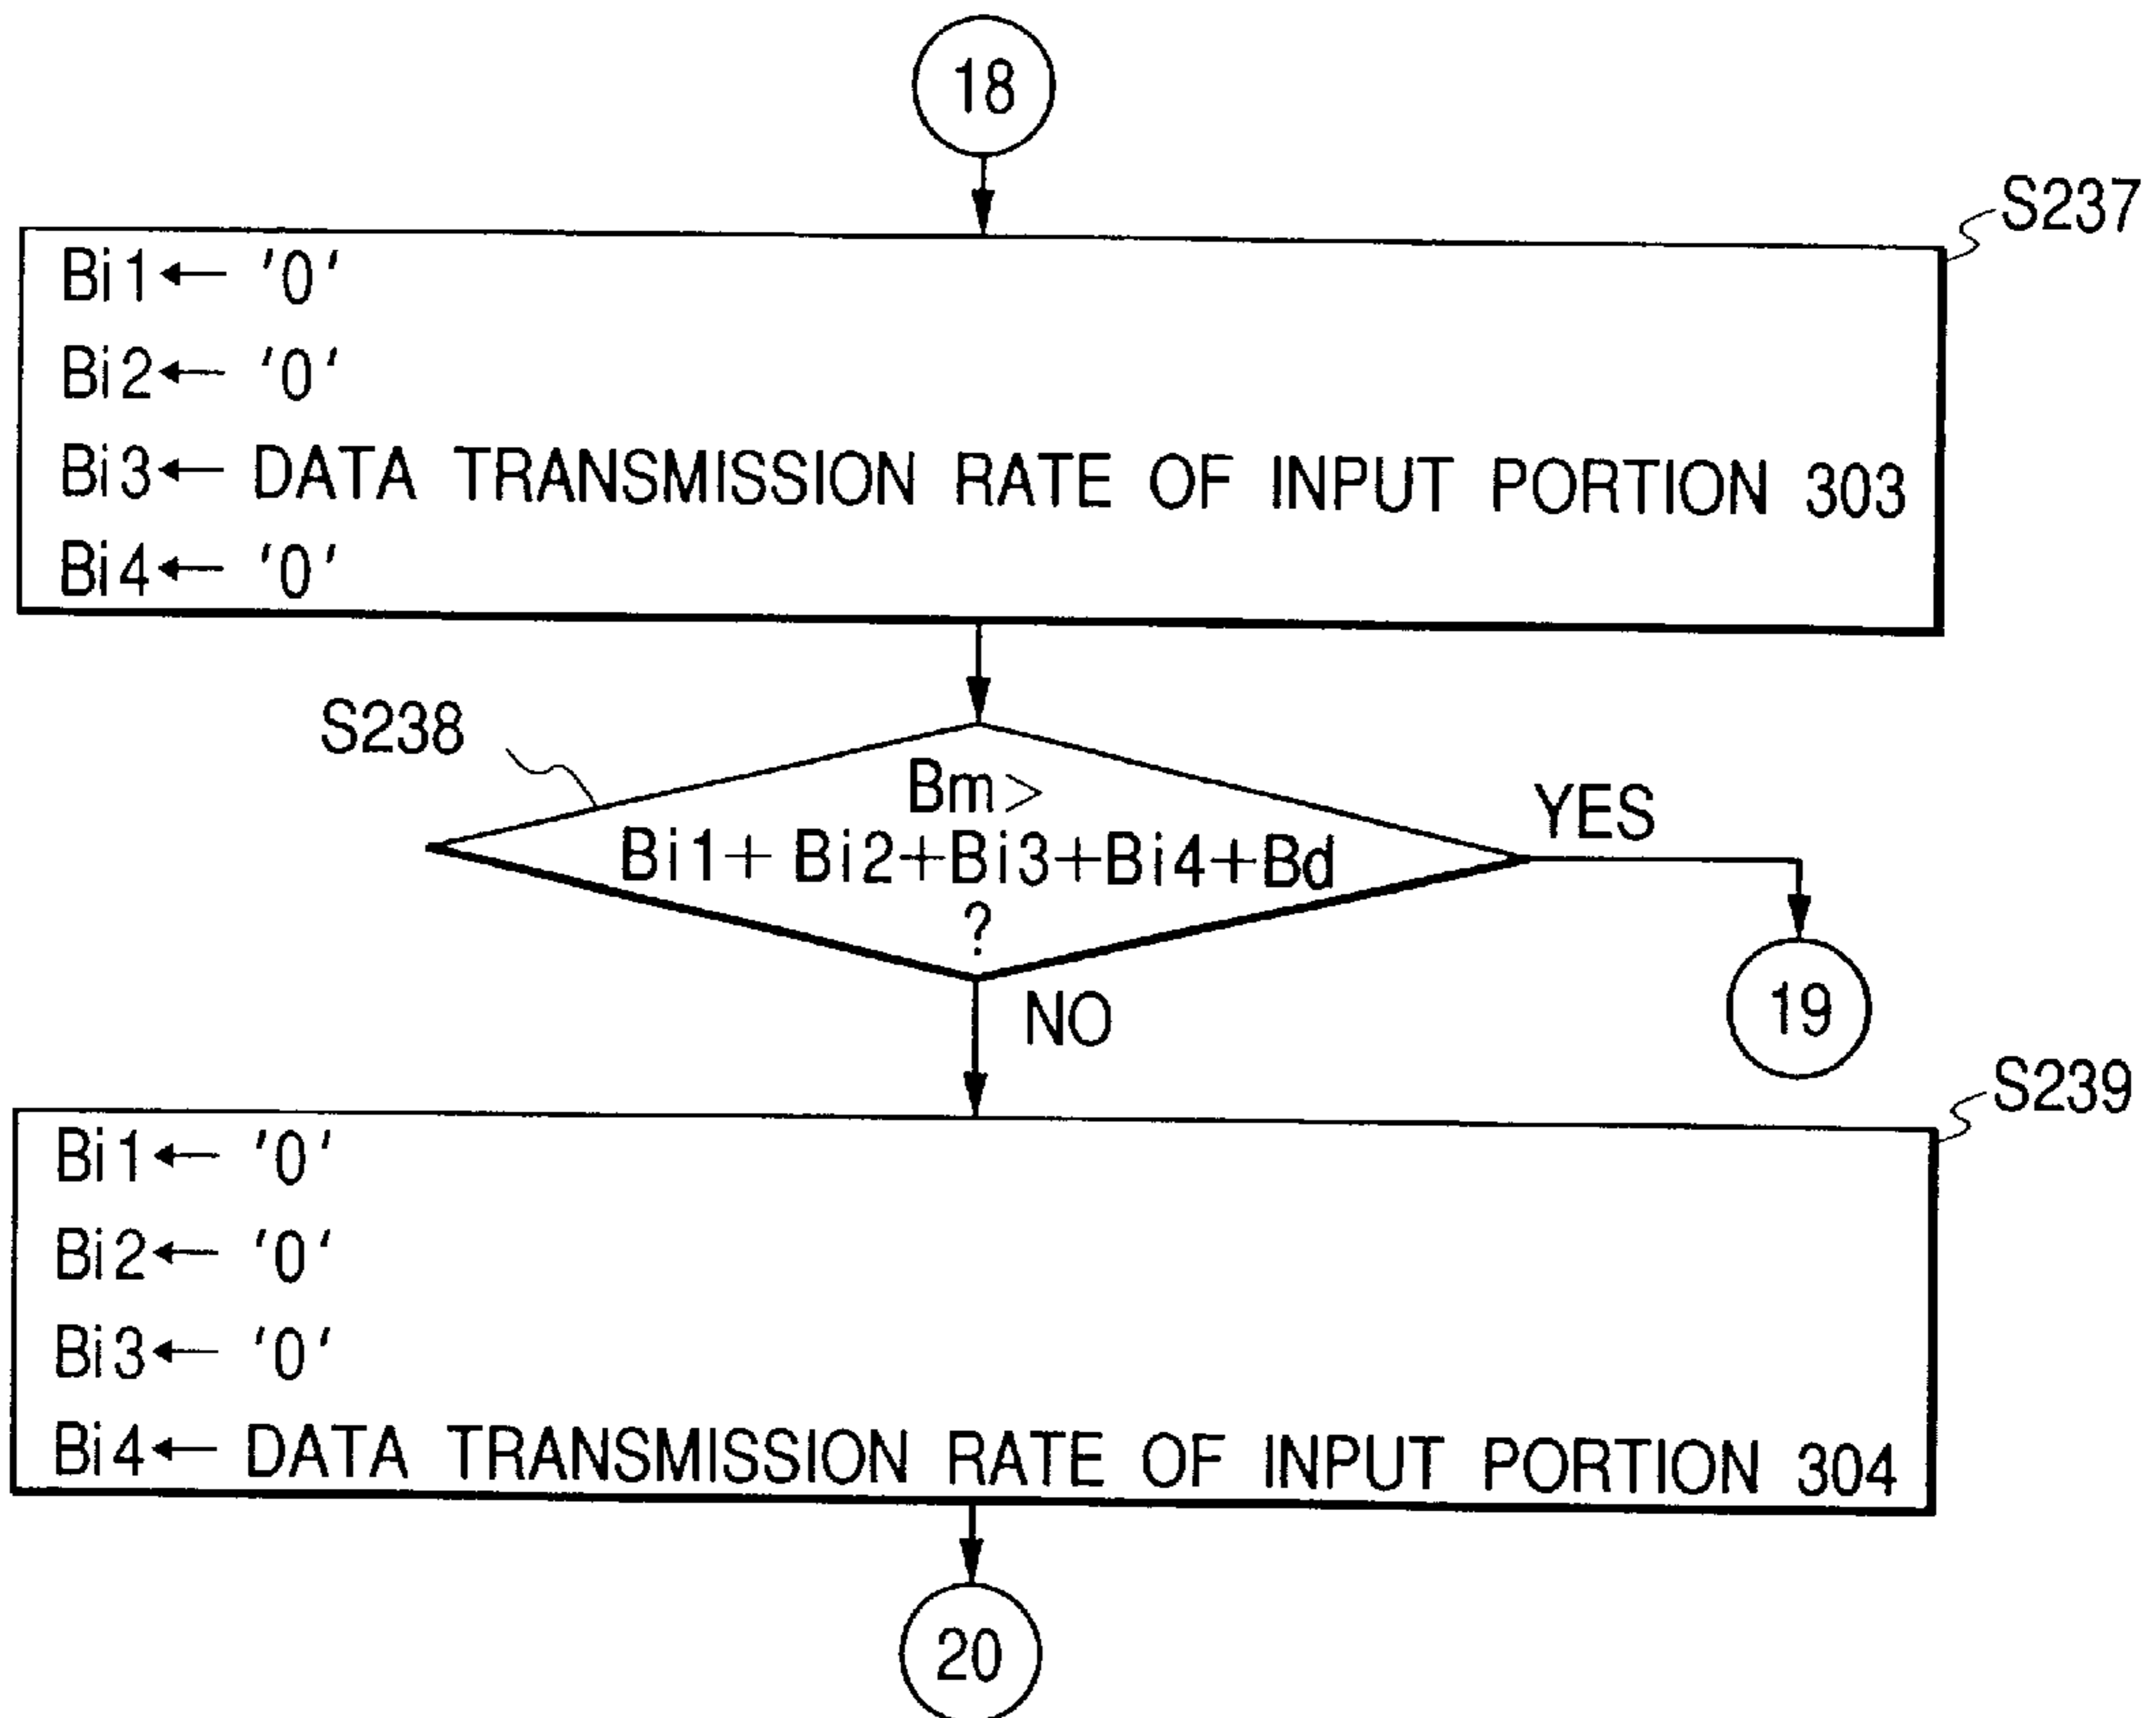 18
S237
Bi1← '0'
Bi2← '0'
Bi3← DATA TRANSMISSION RATE OF INPUT PORTION 303
Bi4← '0'
S238
Bm>
Bi1+ Bi2+Bi3+Bi4+Bd
?
YES
19
NO
S239
Bi1← '0'
Bi2← '0'
Bi3← '0'
Bi4← DATA TRANSMISSION RATE OF INPUT PORTION 304
20